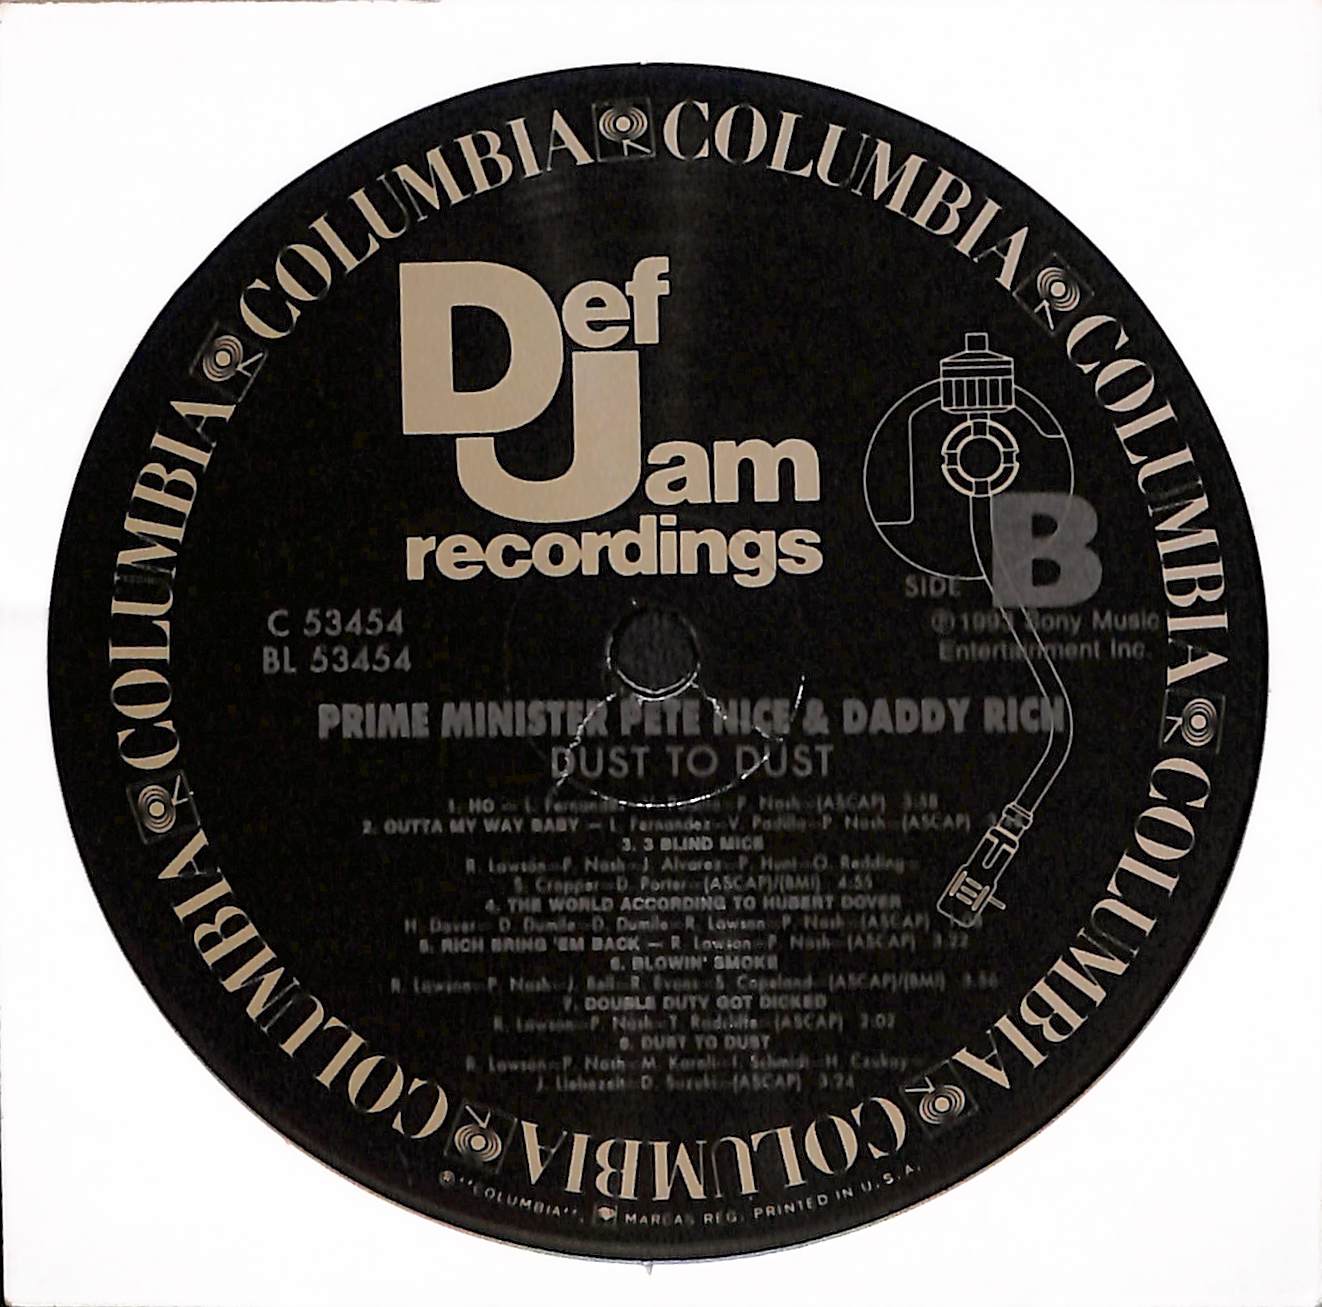 COLUMBIA COLUMBIA COLUMBIA COLUMBIA COLUMBIA COLUMBIA COLUMBIA COLUMBIA
Def
Jam
recordings
SIDE B
℗ 1993 Sony Music
Entertainment Inc.
C 53454
BL 53454
PRIME MINISTER PETE NICE & DADDY RICH
DUST TO DUST
1. HO — L. Fernandez–V. Padilla–P. Nash–(ASCAP) 3:58
2. OUTTA MY WAY BABY — L. Fernandez–V. Padilla–P. Nash–(ASCAP)
3. 3 BLIND MICE
R. Lawson–P. Nash–J. Alvarez–P. Hunt–O. Redding–
S. Cropper–D. Porter–(ASCAP)/(BMI) 4:55
4. THE WORLD ACCORDING TO HUBERT DOVER
H. Dover–D. Dumile–D. Dumile–R. Lawson–P. Nash–(ASCAP)
5. RICH BRING 'EM BACK — R. Lawson–P. Nash–(ASCAP) 3:22
6. BLOWIN' SMOKE
R. Lawson–P. Nash–J. Bell–R. Evans–S. Copeland–(ASCAP)/(BMI) 3:56
7. DOUBLE DUTY GOT DICKED
R. Lawson–P. Nash–T. Radcliffe–(ASCAP) 2:02
8. DUST TO DUST
R. Lawson–P. Nash–M. Karoli–I. Schmidt–H. Czukay–
J. Liebezeit–D. Suzuki–(ASCAP) 3:24
® "COLUMBIA", MARCAS REG. PRINTED IN U.S.A.